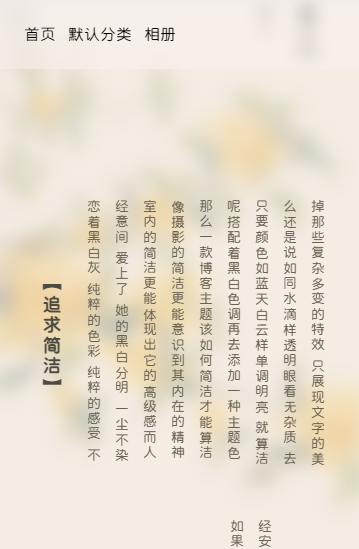 首页 默认分类 相册
【追求简洁】
恋着黑白灰 纯粹的色彩 纯粹的感受 不
经意间 爱上了 她的黑白分明 一尘不染
室内的简洁更能体现出它的高级感而人
像摄影的简洁更能意识到其内在的精神
那么一款博客主题该如何简洁才能算洁
呢搭配着黑白色调再去添加一种主题色
只要颜色如蓝天白云样单调明亮 就算洁
么还是说如同水滴样透明眼看无杂质 去
掉那些复杂多变的特效 只展现文字的美
如果
经安